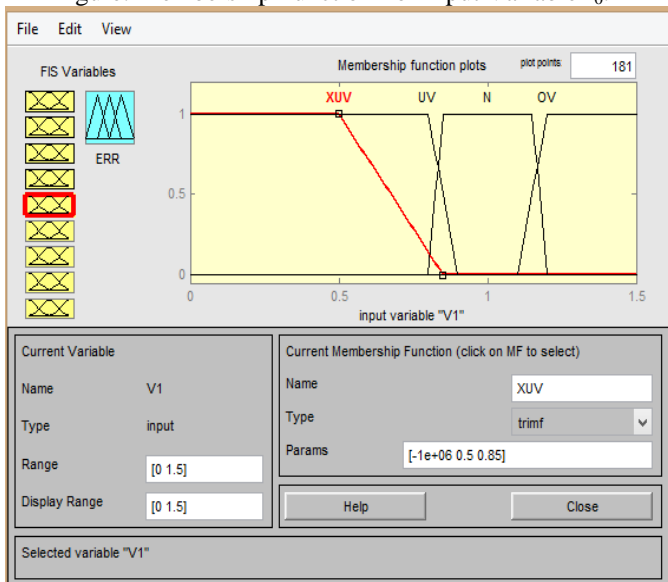 File Edit View
FIS Variables
ERR
Membership function plots
plot points: 181
XUV UV N OV
1
0.5
0
0 0.5 1 1.5
input variable "V1"
Current Variable
Name V1
Type input
Range [0 1.5]
Display Range [0 1.5]
Current Membership Function (click on MF to select)
Name XUV
Type trimf
Params [-1e+06 0.5 0.85]
Help Close
Selected variable "V1"